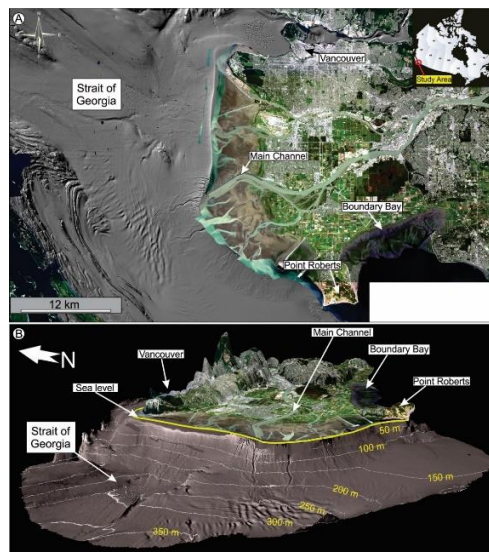 A
N
Vancouver
Study Area
Strait of
Georgia
Main Channel
Boundary Bay
Point Roberts
12 km
B
N
Vancouver
Main Channel
Boundary Bay
Sea level
Point Roberts
Strait of
Georgia
50 m
100 m
150 m
200 m
250 m
300 m
350 m